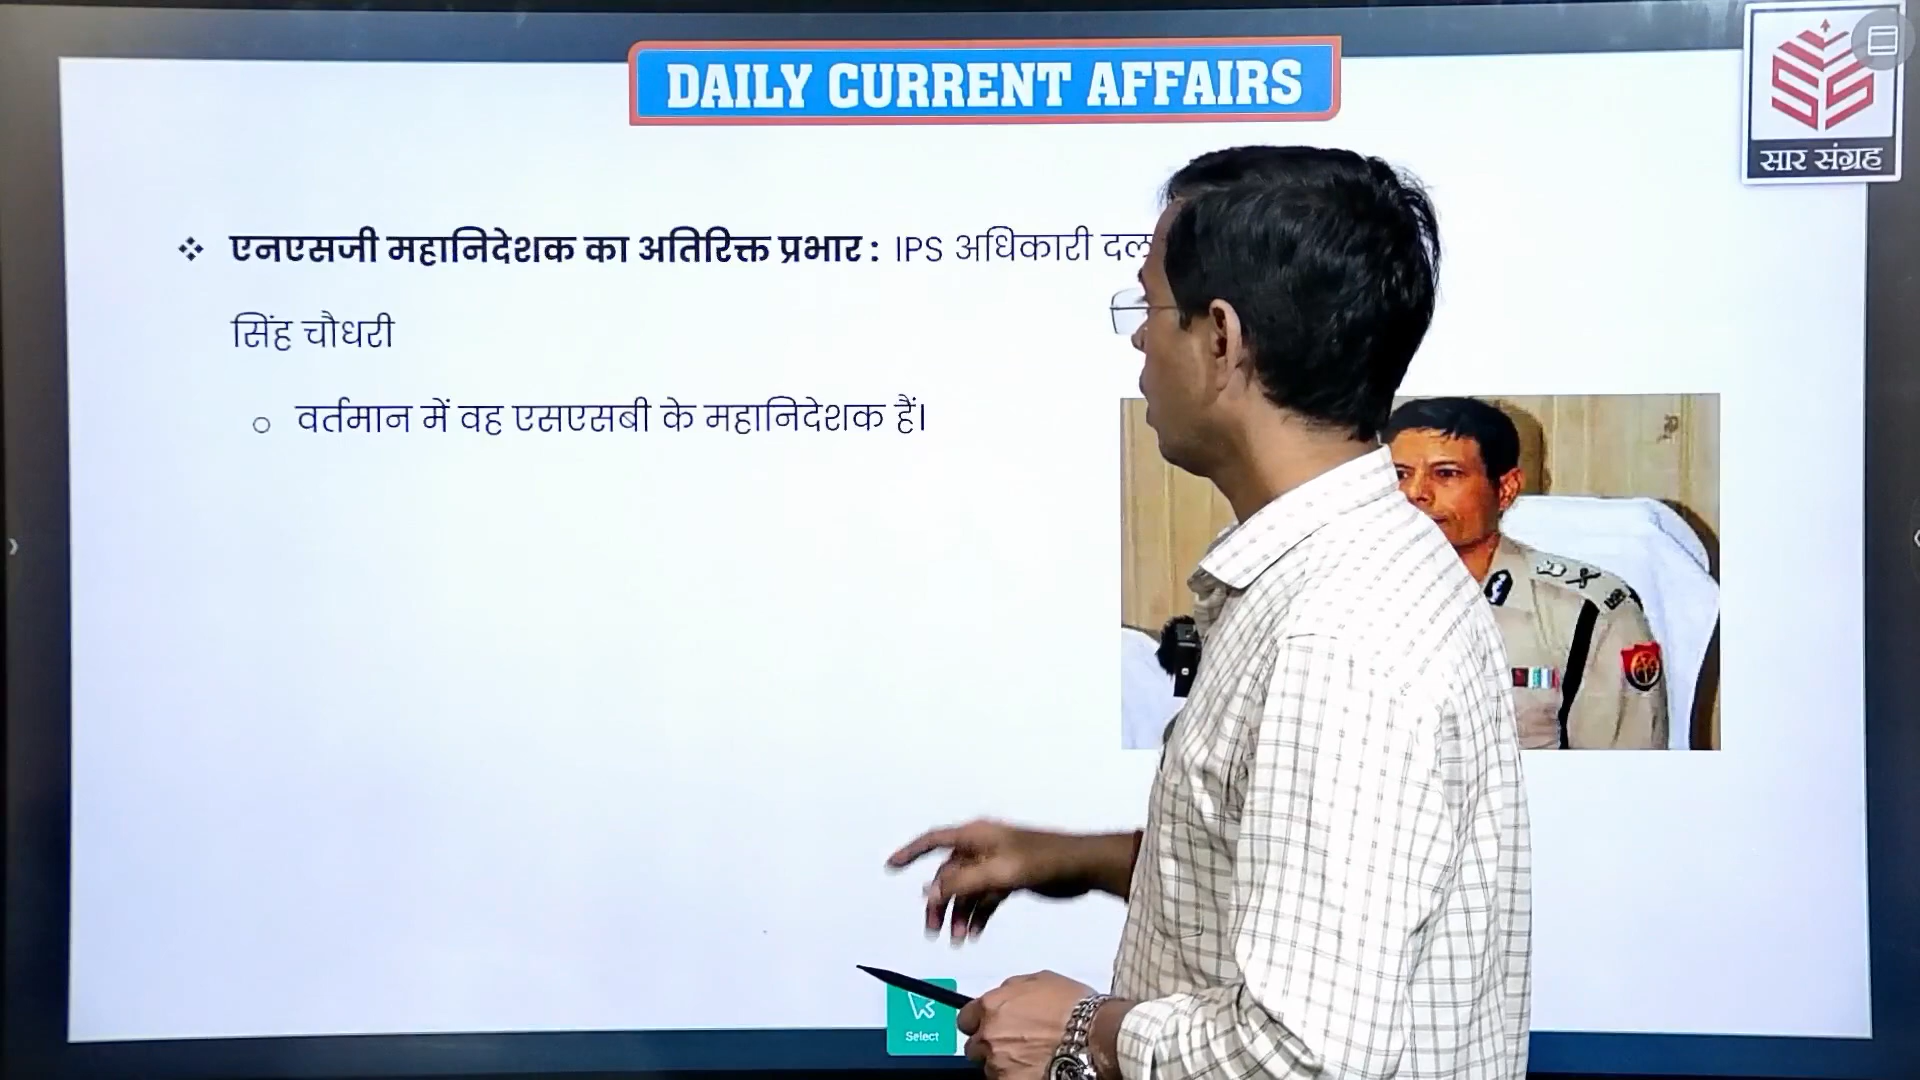 DAILY CURRENT AFFAIRS
सार संग्रह
❖ एनएसजी महानिदेशक का अतिरिक्त प्रभार : IPS अधिकारी
सिंह चौधरी
○ वर्तमान में वह एसएसबी के महानिदेशक हैं।
Select